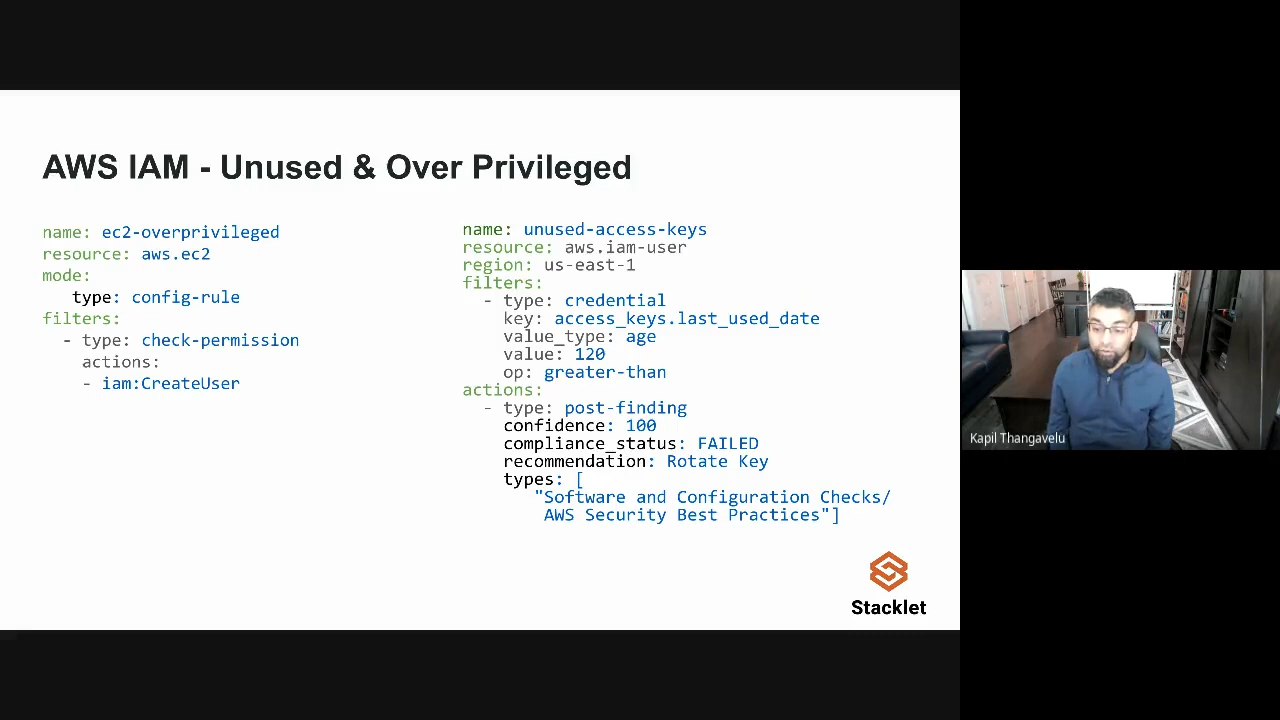 AWS IAM - Unused & Over Privileged
name: ec2-overprivileged
resource: aws.ec2
mode:
type: config-rule
filters:
- type: check-permission
actions:
- iam:CreateUser
name: unused-access-keys
resource: aws.iam-user
region: us-east-1
filters:
- type: credential
key: access_keys.last_used_date
value_type: age
value: 120
op: greater-than
actions:
- type: post-finding
confidence: 100
compliance_status: FAILED
recommendation: Rotate Key
types: [
"Software and Configuration Checks/
AWS Security Best Practices"]
Stacklet
Kapil Thangavelu